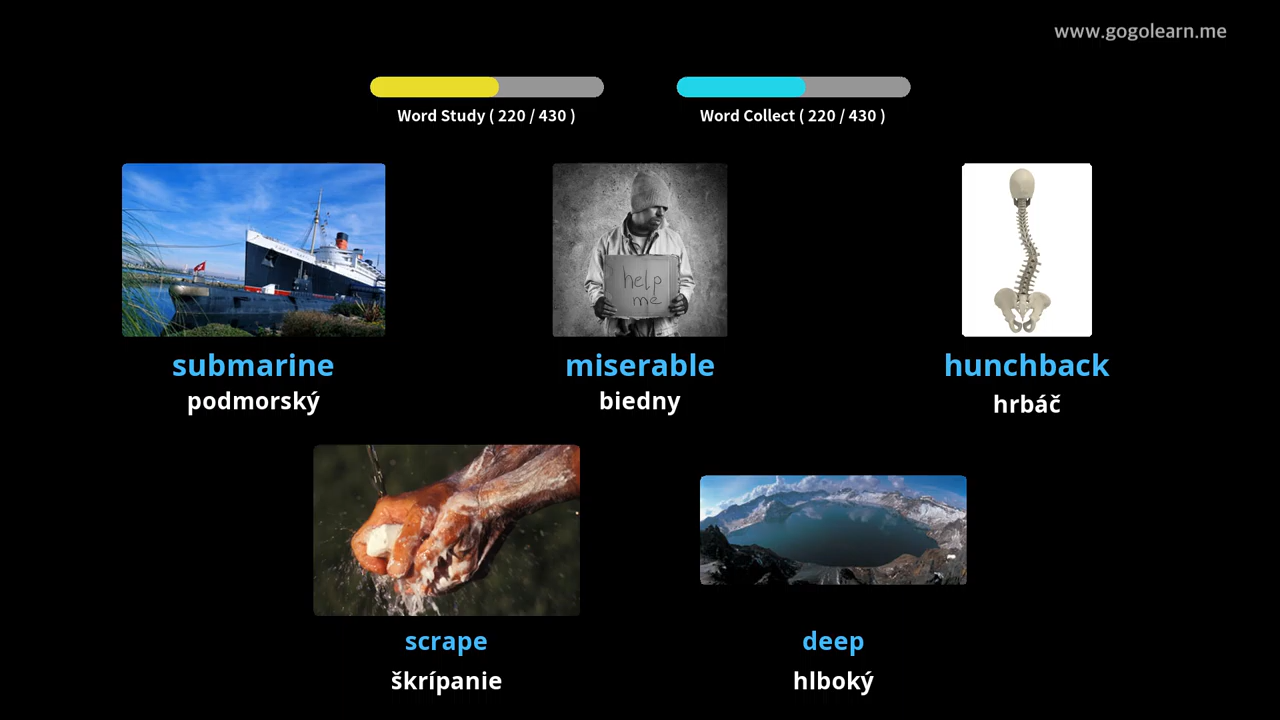 www.gogolearn.me
Word Study ( 220 / 430 )
Word Collect ( 220 / 430 )
help
me
submarine
miserable
hunchback
podmorský
biedny
hrbáč
scrape
deep
škrípanie
hlboký